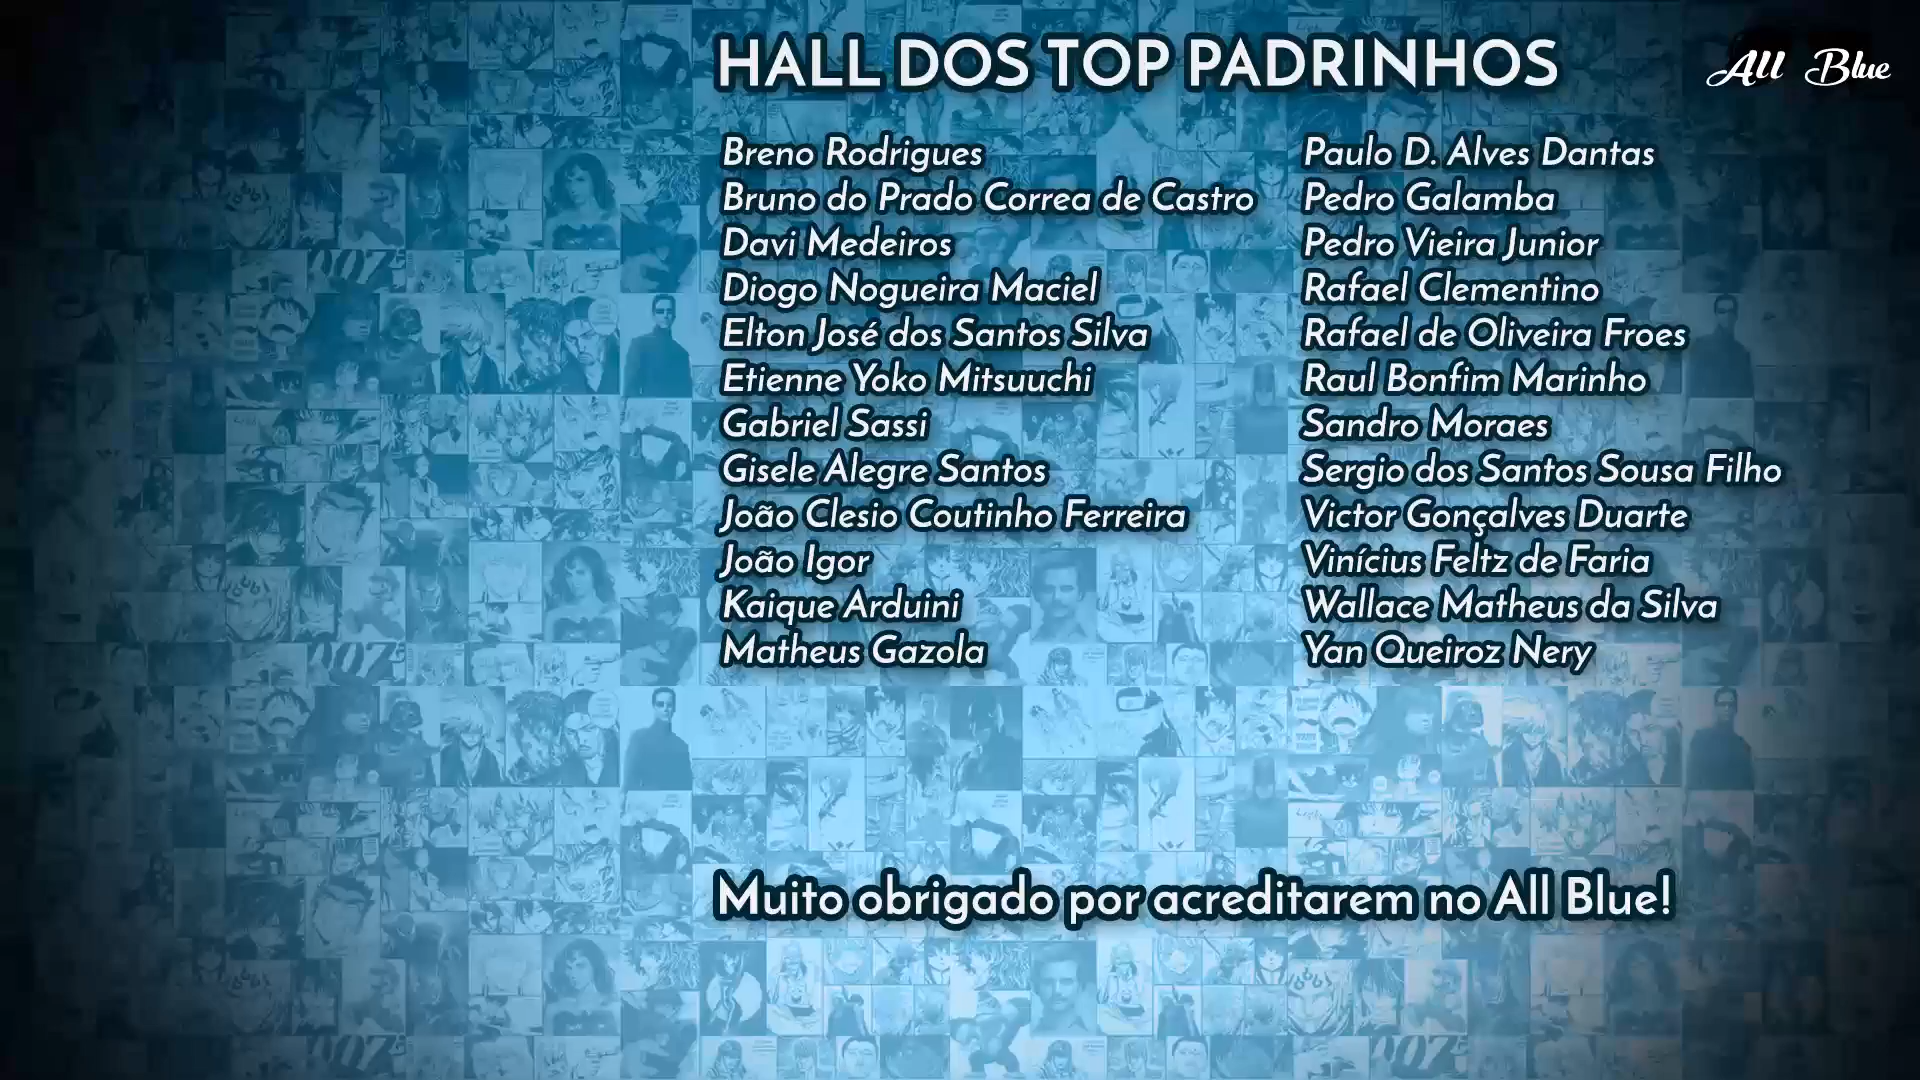 HALL DOS TOP PADRINHOS
All Blue
Breno Rodrigues
Bruno do Prado Correa de Castro
Davi Medeiros
Diogo Nogueira Maciel
Elton José dos Santos Silva
Etienne Yoko Mitsuuchi
Gabriel Sassi
Gisele Alegre Santos
João Clesio Coutinho Ferreira
João Igor
Kaique Arduini
Matheus Gazola
Paulo D. Alves Dantas
Pedro Galamba
Pedro Vieira Junior
Rafael Clementino
Rafael de Oliveira Froes
Raul Bonfim Marinho
Sandro Moraes
Sergio dos Santos Sousa Filho
Victor Gonçalves Duarte
Vinícius Feltz de Faria
Wallace Matheus da Silva
Yan Queiroz Nery
Muito obrigado por acreditarem no All Blue!
007
007
007
007